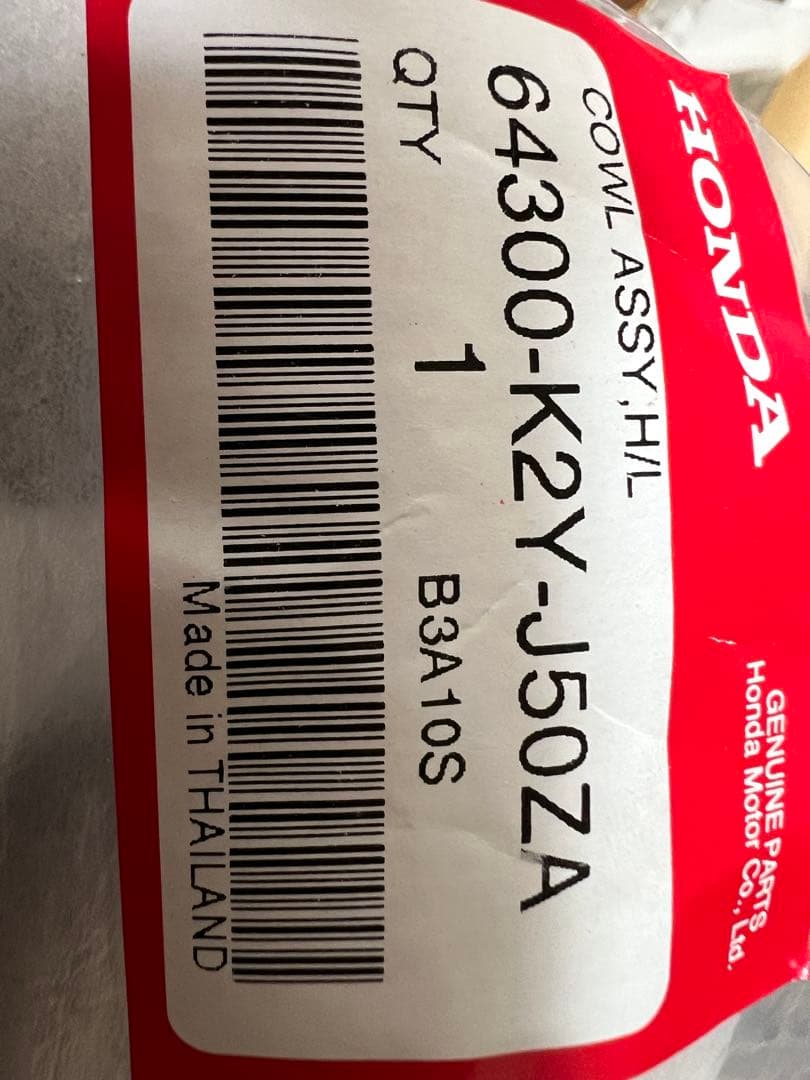 HONDA
GENUINE PARTS
Honda Motor Co., Ltd.
COWL ASSY,H/L
64300-K2Y-J50ZA
QTY 1 B3A10S
Made in THAILAND